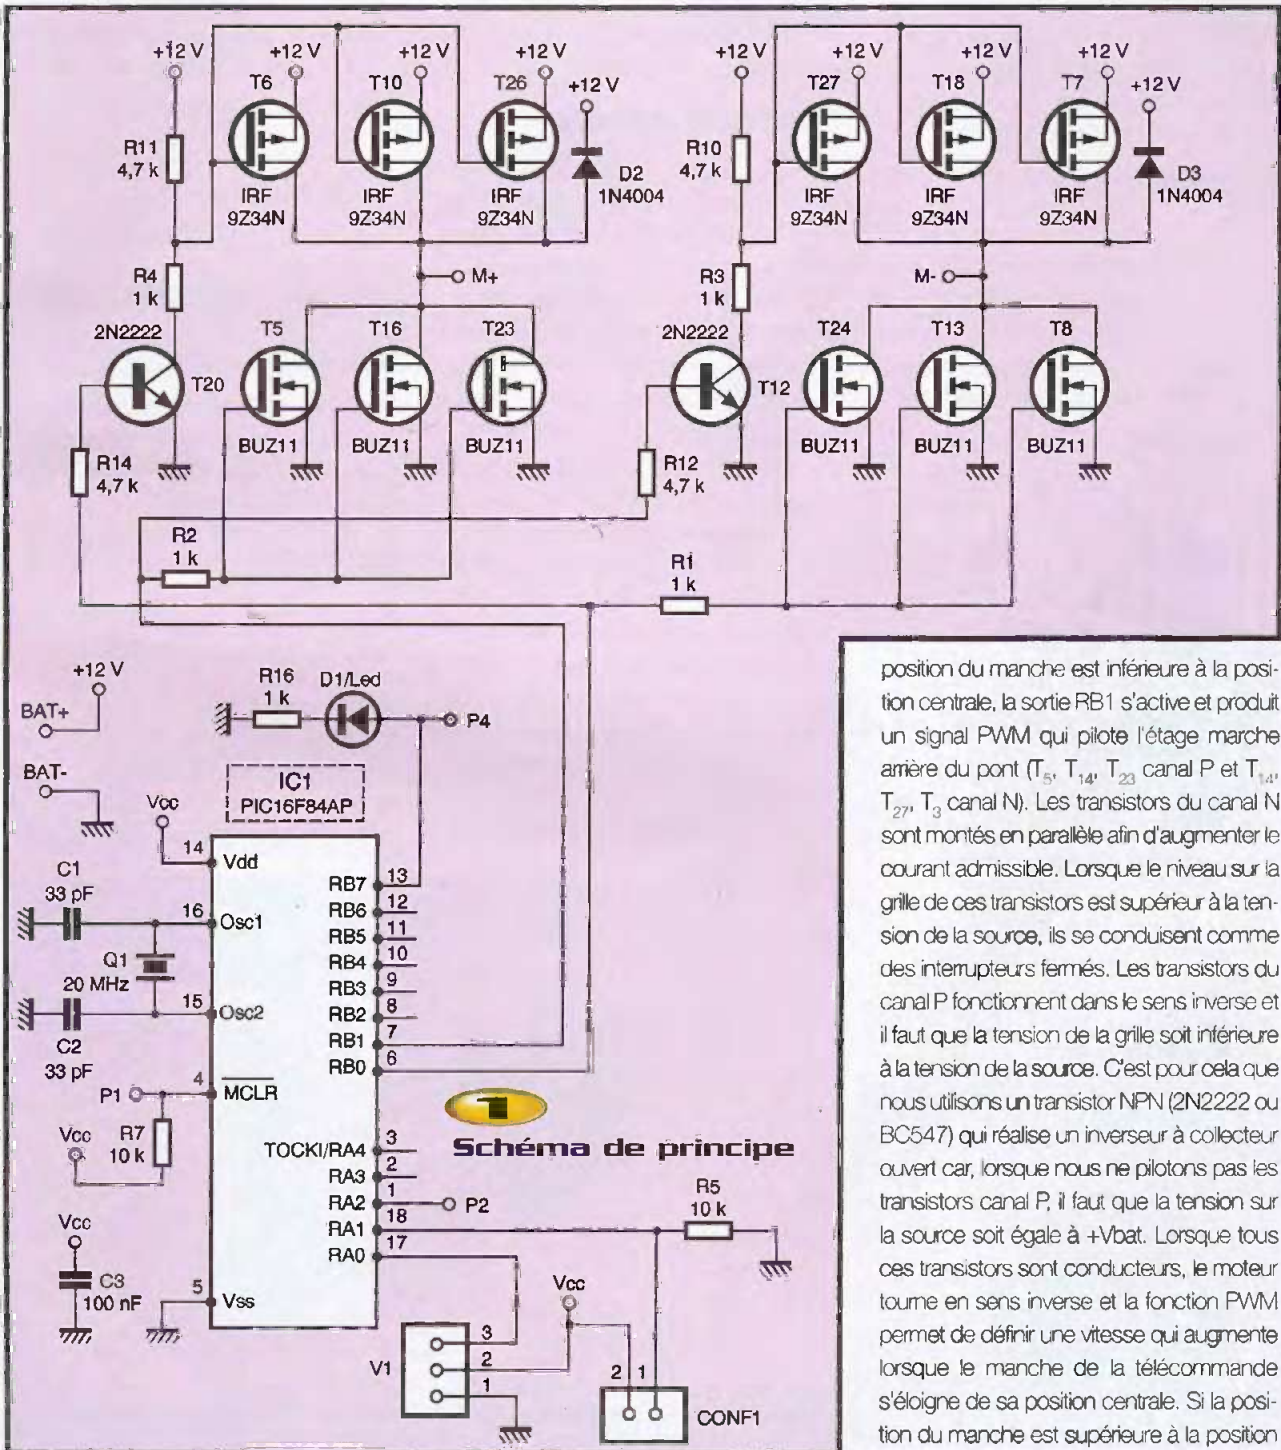 +12 V +12 V +12 V +12 V +12 V +12 V +12 V +12 V
T6 T10 T26 +12 V T27 T18 T7 +12 V
R11
4,7 k
D2
1N4004
R10
4,7 k
D3
1N4004
IRF
9Z34N
IRF
9Z34N
IRF
9Z34N
IRF
9Z34N
IRF
9Z34N
IRF
9Z34N
R4
1 k
M+
R3
1 k
M-
2N2222 T5 T16 T23 2N2222 T24 T13 T8
T20 T12
BUZ11 BUZ11 BUZ11 BUZ11 BUZ11 BUZ11
R14
4,7 k
R12
4,7 k
R2
1 k
R1
1 k
+12 V
BAT+
BAT-
R16
1 k
D1/Led
P4
IC1
PIC16F84AP
Vcc
14 Vdd
C1
33 pF
16 Osc1
Q1
20 MHz
15 Osc2
C2
33 pF
P1 4 MCLR
Vcc
R7
10 k
Vcc
C3
100 nF
5 Vss
RB7 13
RB6 12
RB5 11
RB4 10
RB3 9
RB2 8
RB1 7
RB0 6
TOCKI/RA4 3
RA3 2
RA2 1 P2
RA1 18
RA0 17
1
Schéma de principe
R5
10 k
Vcc
V1
3
2
1
2 1
CONF1
position du manche est inférieure à la posi-
tion centrale, la sortie RB1 s'active et produit
un signal PWM qui pilote l'étage marche
arrière du pont (T5, T14, T23 canal P et T14,
T27, T3 canal N). Les transistors du canal N
sont montés en parallèle afin d'augmenter le
courant admissible. Lorsque le niveau sur la
grille de ces transistors est supérieur à la ten-
sion de la source, ils se conduisent comme
des interrupteurs fermés. Les transistors du
canal P fonctionnent dans le sens inverse et
il faut que la tension de la grille soit inférieure
à la tension de la source. C'est pour cela que
nous utilisons un transistor NPN (2N2222 ou
BC547) qui réalise un inverseur à collecteur
ouvert car, lorsque nous ne pilotons pas les
transistors canal P, il faut que la tension sur
la source soit égale à +Vbat. Lorsque tous
ces transistors sont conducteurs, le moteur
tourne en sens inverse et la fonction PWM
permet de définir une vitesse qui augmente
lorsque le manche de la télécommande
s'éloigne de sa position centrale. Si la posi-
tion du manche est supérieure à la position